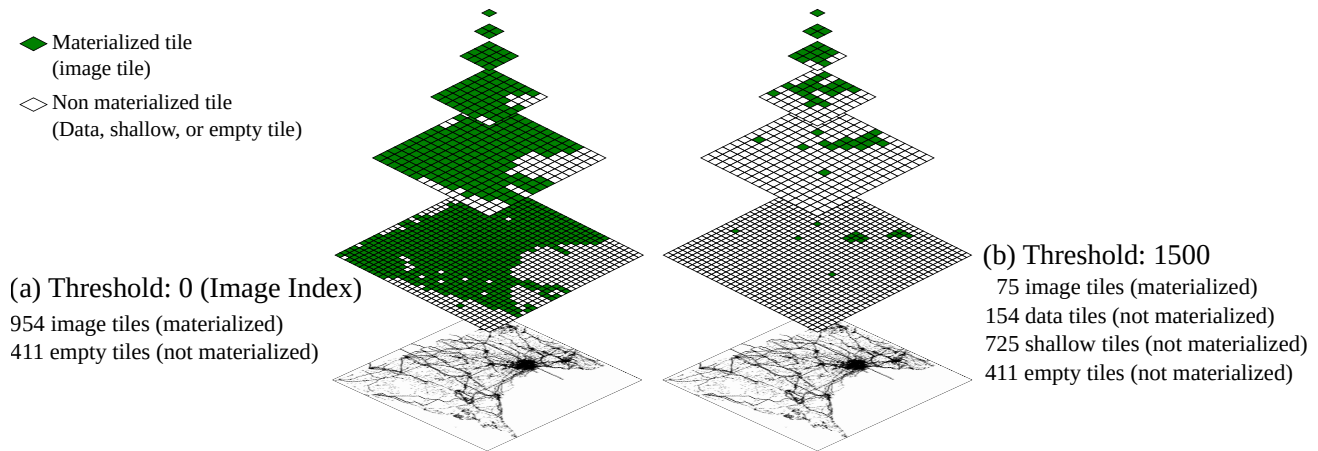 Materialized tile
(image tile)
Non materialized tile
(Data, shallow, or empty tile)
(a) Threshold: 0 (Image Index)
954 image tiles (materialized)
411 empty tiles (not materialized)
(b) Threshold: 1500
75 image tiles (materialized)
154 data tiles (not materialized)
725 shallow tiles (not materialized)
411 empty tiles (not materialized)